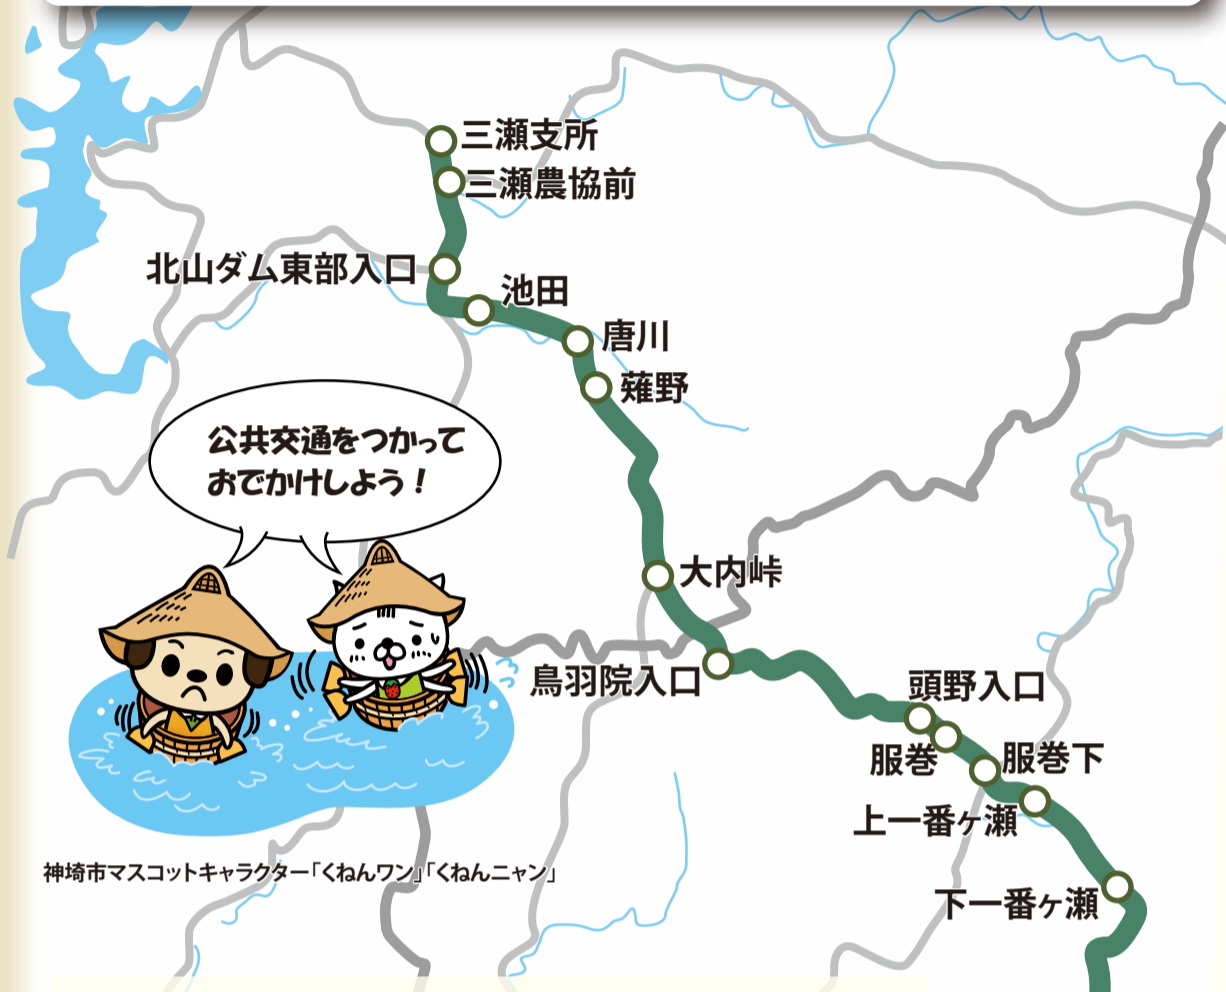 三瀬支所
三瀬農協前
北山ダム東部入口
池田
唐川
薙野
公共交通をつかって
おでかけしよう！
大内峠
鳥羽院入口
頭野入口
服巻
服巻下
上一番ヶ瀬
神埼市マスコットキャラクター｢くねんワン｣｢くねんニャン｣
下一番ヶ瀬